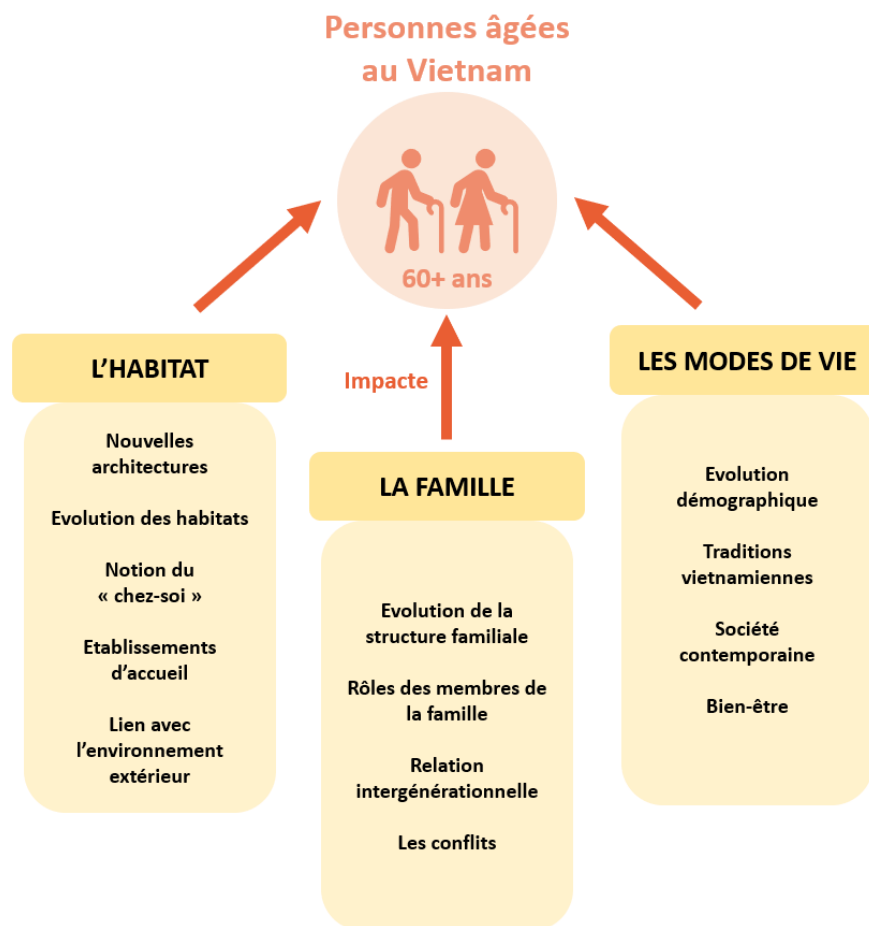 Personnes âgées
au Vietnam
60+ ans
L’HABITAT
Nouvelles
architectures
Evolution des habitats
Notion du
« chez-soi »
Etablissements
d’accueil
Lien avec
l’environnement
extérieur
Impacte
LA FAMILLE
Evolution de la
structure familiale
Rôles des membres de
la famille
Relation
intergénérationnelle
Les conflits
LES MODES DE VIE
Evolution
démographique
Traditions
vietnamiennes
Société
contemporaine
Bien-être